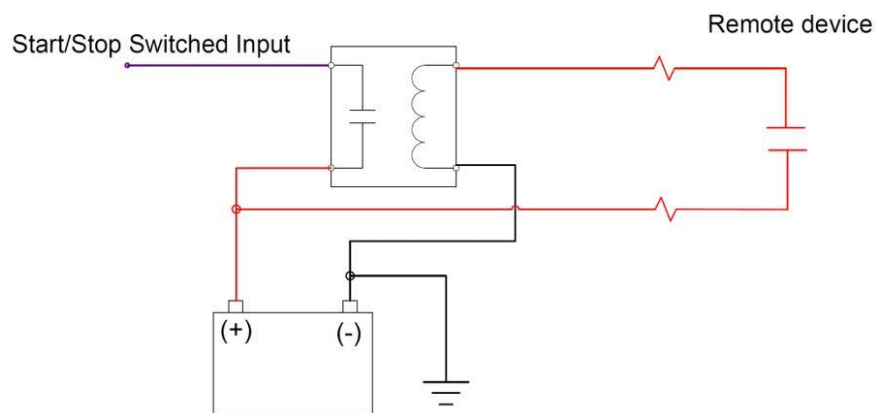 Remote device
Start/Stop Switched Input
(+)
(-)